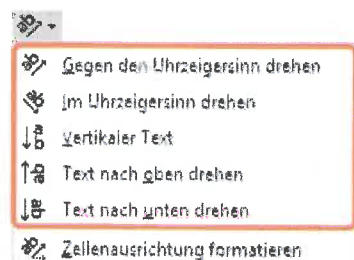 Gegen den Uhrzeigersinn drehen
Im Uhrzeigersinn drehen
Vertikaler Text
Text nach oben drehen
Text nach unten drehen
Zellenausrichtung formatieren